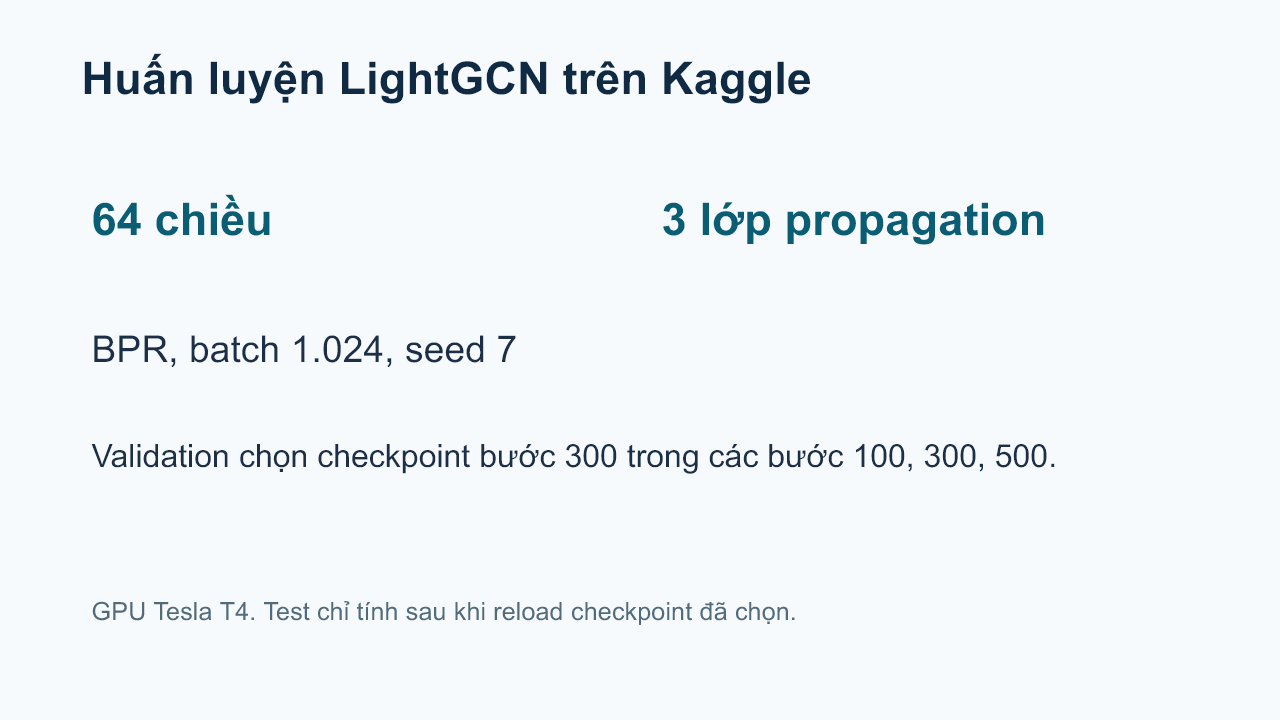 Huấn luyện LightGCN trên Kaggle
64 chiều
3 lớp propagation
BPR, batch 1.024, seed 7
Validation chọn checkpoint bước 300 trong các bước 100, 300, 500.
GPU Tesla T4. Test chỉ tính sau khi reload checkpoint đã chọn.